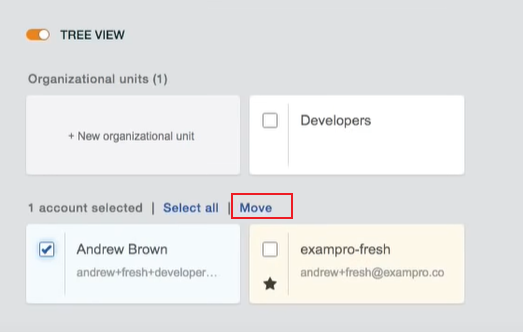 TREE VIEW
Organizational units (1)
+ New organizational unit
Developers
1 account selected | Select all | Move
Andrew Brown
andrew+fresh+developer...
exampro-fresh
andrew+fresh@exampro.co